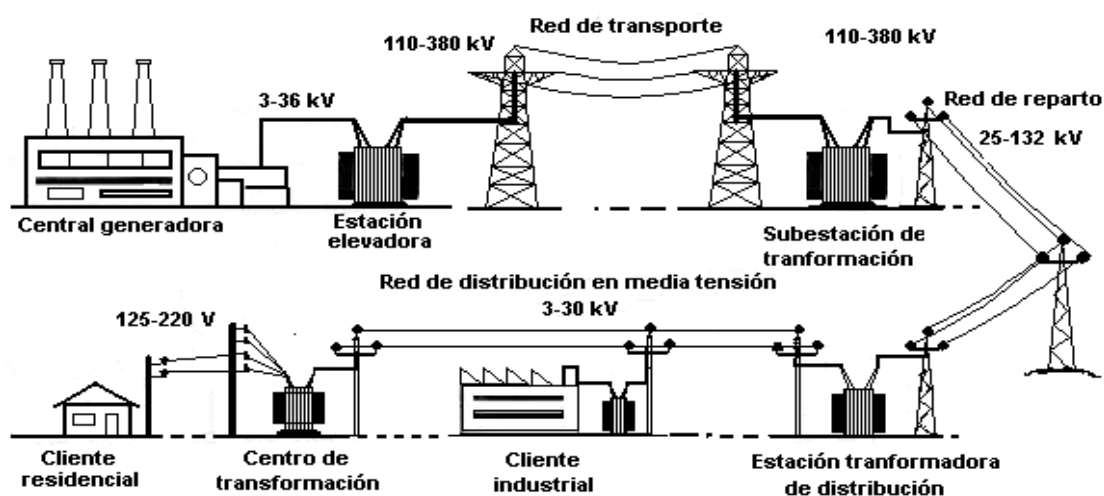 Red de transporte
110-380 kV
110-380 kV
3-36 kV
Red de reparto
25-132 kV
Central generadora
Estación
elevadora
Subestación de
tranformación
Red de distribución en media tensión
3-30 kV
125-220 V
Cliente
residencial
Centro de
transformación
Cliente
industrial
Estación tranformadora
de distribución